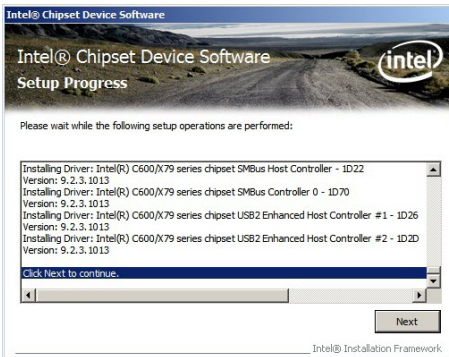 Intel® Chipset Device Software
Intel® Chipset Device Software
intel
Setup Progress
Please wait while the following setup operations are performed:
Installing Driver: Intel(R) C600/X79 series chipset SMBus Host Controller - 1D22
Version: 9.2.3.1013
Installing Driver: Intel(R) C600/X79 series chipset SMBus Controller 0 - 1D70
Version: 9.2.3.1013
Installing Driver: Intel(R) C600/X79 series chipset USB2 Enhanced Host Controller #1 - 1D26
Version: 9.2.3.1013
Installing Driver: Intel(R) C600/X79 series chipset USB2 Enhanced Host Controller #2 - 1D2D
Version: 9.2.3.1013
Click Next to continue.
Next
Intel® Installation Framework